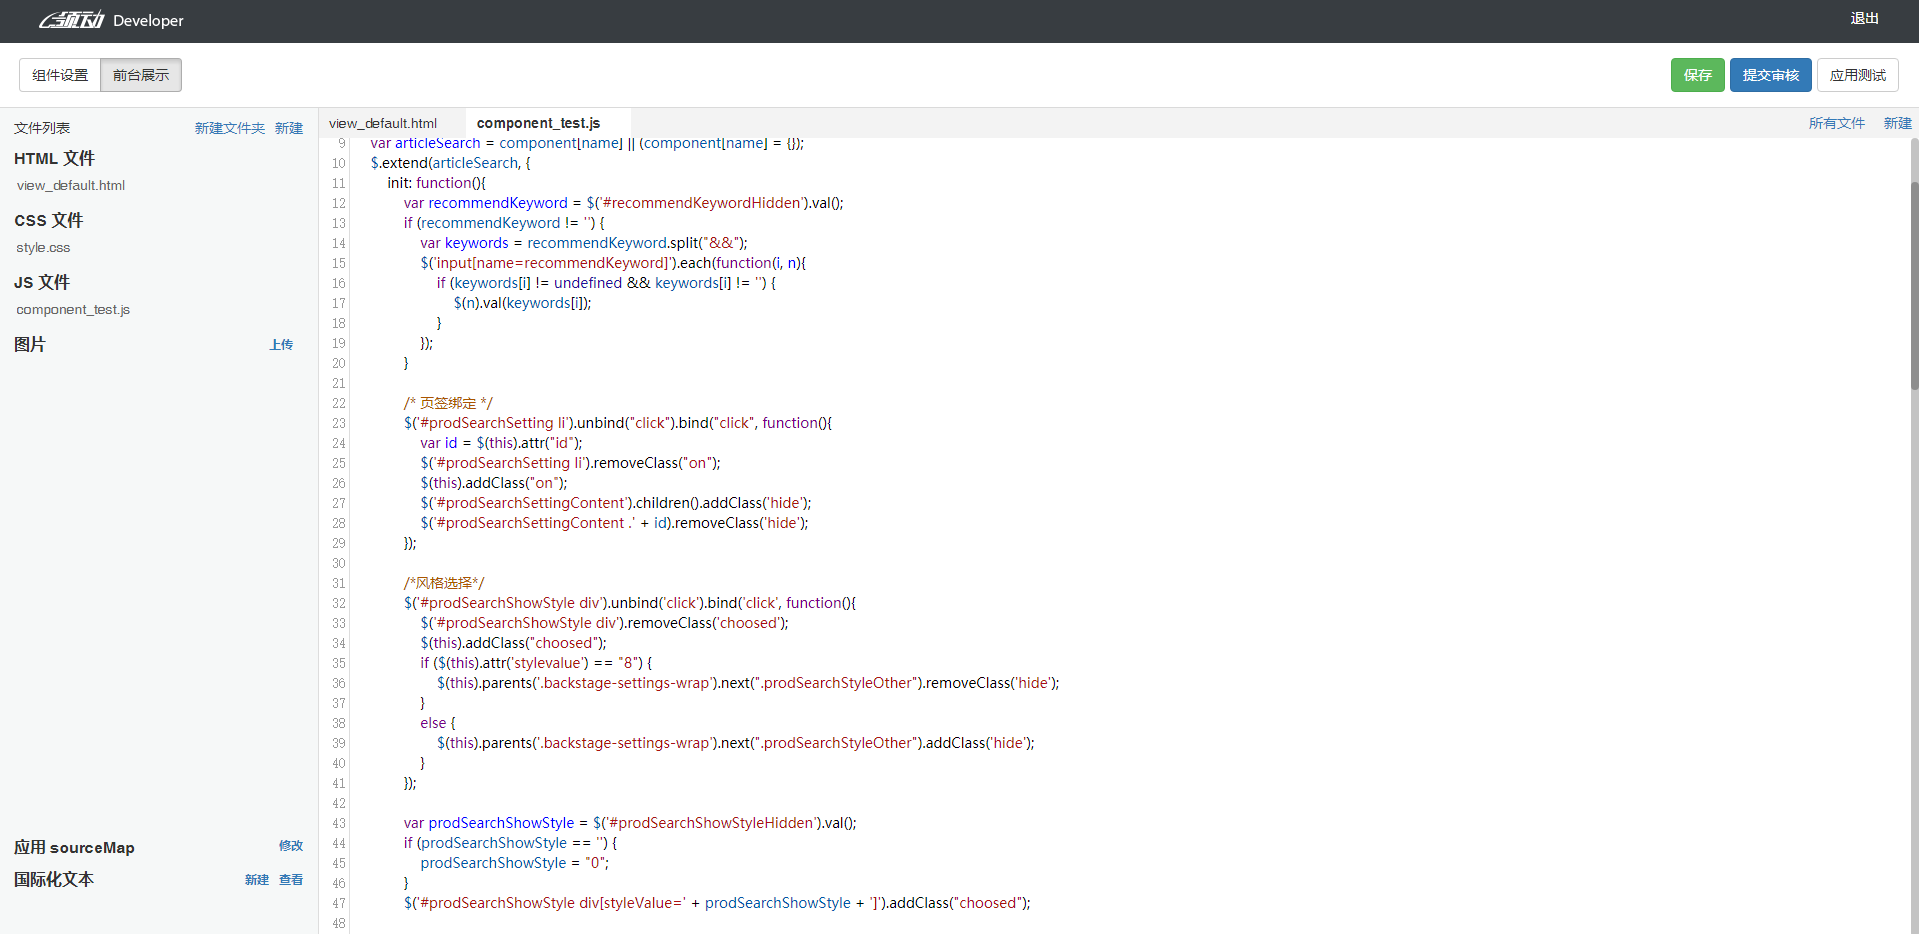 领动 Developer
退出
组件设置 前台展示
保存 提交审核 应用测试
文件列表 新建文件夹 新建
HTML 文件
view_default.html
CSS 文件
style.css
JS 文件
component_test.js
图片 上传
应用 sourceMap 修改
国际化文本 新建 查看
view_default.html component_test.js
所有文件 新建
9 var articleSearch = component[name] || (component[name] = {});
10 $.extend(articleSearch, {
11 init: function(){
12 var recommendKeyword = $('#recommendKeywordHidden').val();
13 if (recommendKeyword != '') {
14 var keywords = recommendKeyword.split("&&");
15 $('input[name=recommendKeyword]').each(function(i, n){
16 if (keywords[i] != undefined && keywords[i] != '') {
17 $(n).val(keywords[i]);
18 }
19 });
20 }
21
22 /* 页签绑定 */
23 $('#prodSearchSetting li').unbind("click").bind("click", function(){
24 var id = $(this).attr("id");
25 $('#prodSearchSetting li').removeClass("on");
26 $(this).addClass("on");
27 $('#prodSearchSettingContent').children().addClass('hide');
28 $('#prodSearchSettingContent .' + id).removeClass('hide');
29 });
30
31 /*风格选择*/
32 $('#prodSearchShowStyle div').unbind('click').bind('click', function(){
33 $('#prodSearchShowStyle div').removeClass('choosed');
34 $(this).addClass("choosed");
35 if ($(this).attr('stylevalue') == "8") {
36 $(this).parents('.backstage-settings-wrap').next(".prodSearchStyleOther").removeClass('hide');
37 }
38 else {
39 $(this).parents('.backstage-settings-wrap').next(".prodSearchStyleOther").addClass('hide');
40 }
41 });
42
43 var prodSearchShowStyle = $('#prodSearchShowStyleHidden').val();
44 if (prodSearchShowStyle == '') {
45 prodSearchShowStyle = "0";
46 }
47 $('#prodSearchShowStyle div[styleValue=' + prodSearchShowStyle + ']').addClass("choosed");
48